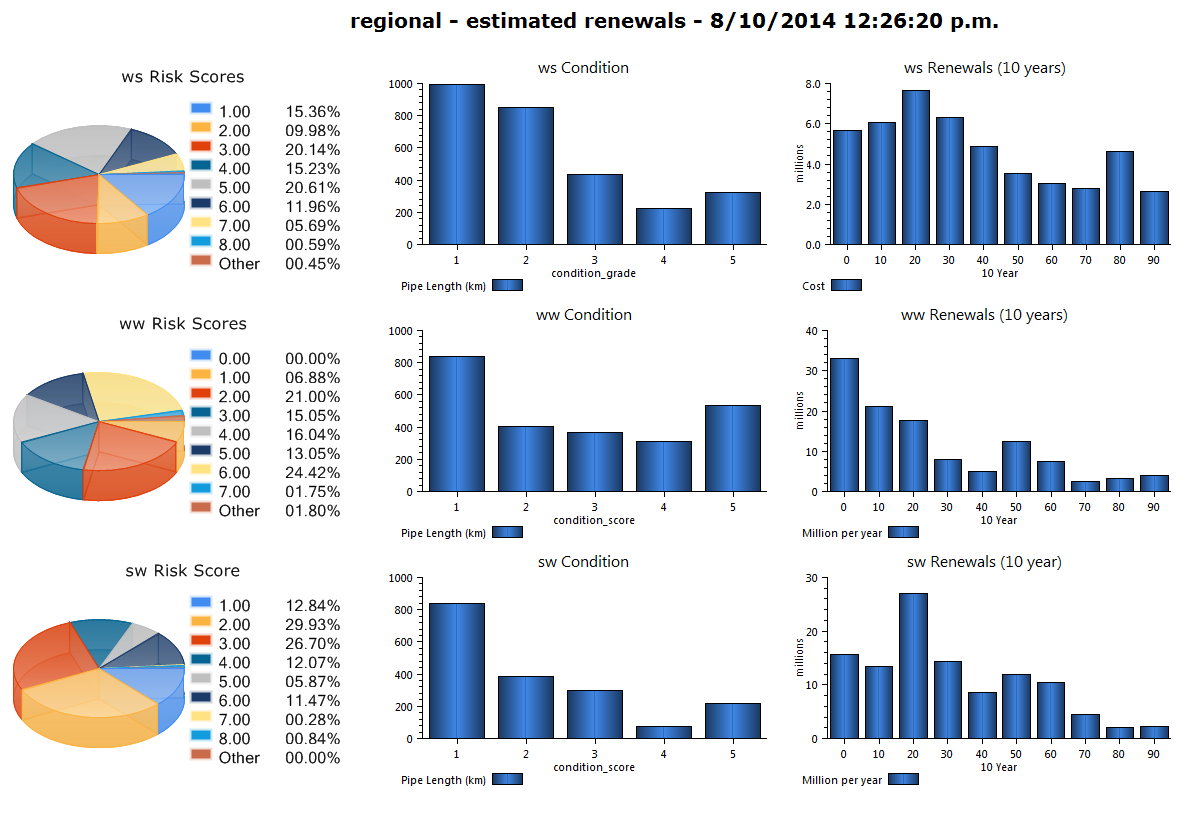 regional - estimated renewals - 8/10/2014 12:26:20 p.m.
ws Risk Scores
1.00 15.36%
2.00 09.98%
3.00 20.14%
4.00 15.23%
5.00 20.61%
6.00 11.96%
7.00 05.69%
8.00 00.59%
Other 00.45%
ws Condition
1000
800
600
400
200
0
1 2 3 4 5
condition_grade
Pipe Length (km)
ws Renewals (10 years)
millions
8.0
6.0
4.0
2.0
0.0
0 10 20 30 40 50 60 70 80 90
10 Year
Cost
ww Risk Scores
0.00 00.00%
1.00 06.88%
2.00 21.00%
3.00 15.05%
4.00 16.04%
5.00 13.05%
6.00 24.42%
7.00 01.75%
Other 01.80%
ww Condition
1000
800
600
400
200
0
1 2 3 4 5
condition_score
Pipe Length (km)
ww Renewals (10 years)
millions
40
30
20
10
0
0 10 20 30 40 50 60 70 80 90
10 Year
Million per year
sw Risk Score
1.00 12.84%
2.00 29.93%
3.00 26.70%
4.00 12.07%
5.00 05.87%
6.00 11.47%
7.00 00.28%
8.00 00.84%
Other 00.00%
sw Condition
1000
800
600
400
200
0
1 2 3 4 5
condition_score
Pipe Length (km)
sw Renewals (10 year)
millions
30
20
10
0
0 10 20 30 40 50 60 70 80 90
10 Year
Million per year